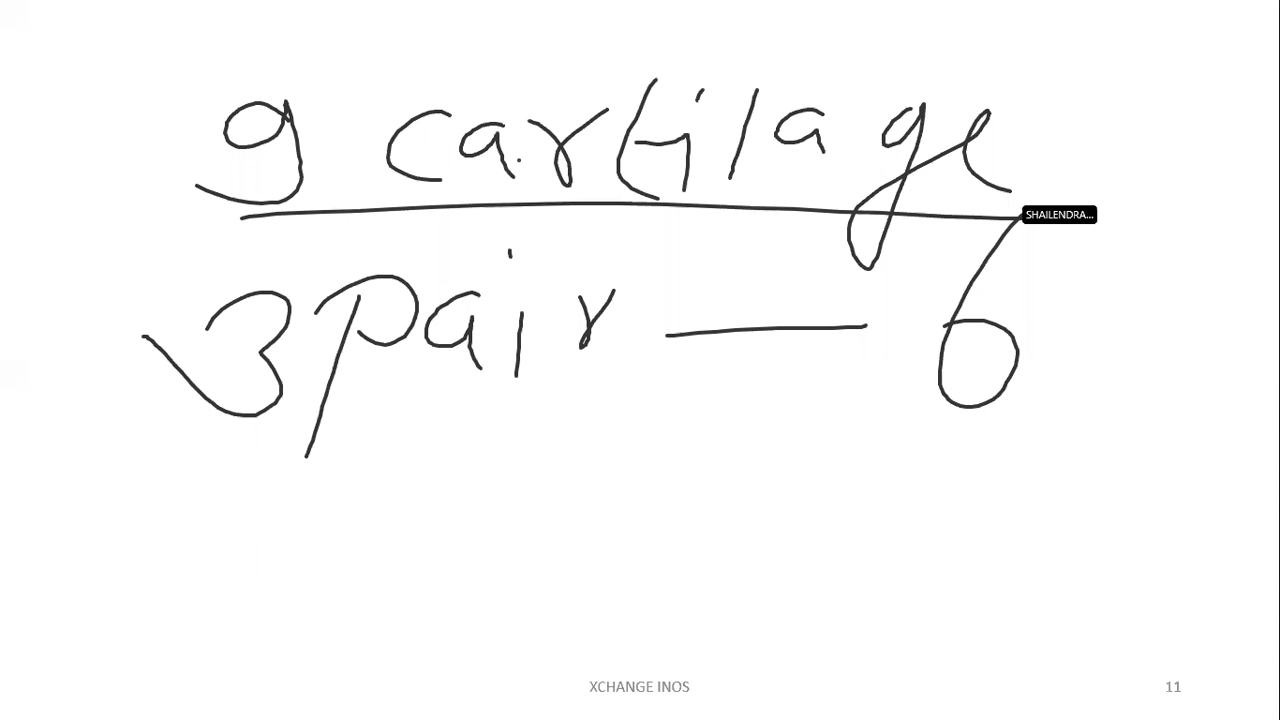 9 cartilage
SHAILENDRA...
3 pair — 6
XCHANGE INOS
11